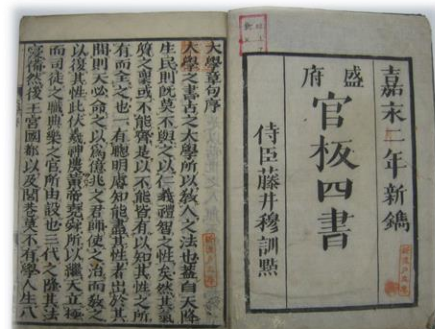 嘉永二年新鐫
盛府
官板四書
侍臣藤井穆訓點
大學章句序
大學之書古之大學所以教人之法也蓋自天降
生民則既莫不與之以仁義禮智之性矣然其氣
質之稟或不能齊是以不能皆有以知其性之所
有而全之也一有聰明睿知能盡其性者出於其
間則天必命之以爲億兆之君師使之治而教之
以復其性此伏羲神農黃帝堯舜所以繼天立極
而司徒之職典樂之官所由設也三代之隆其法
寖備然後王宮國都以及閭巷莫不有學人生八